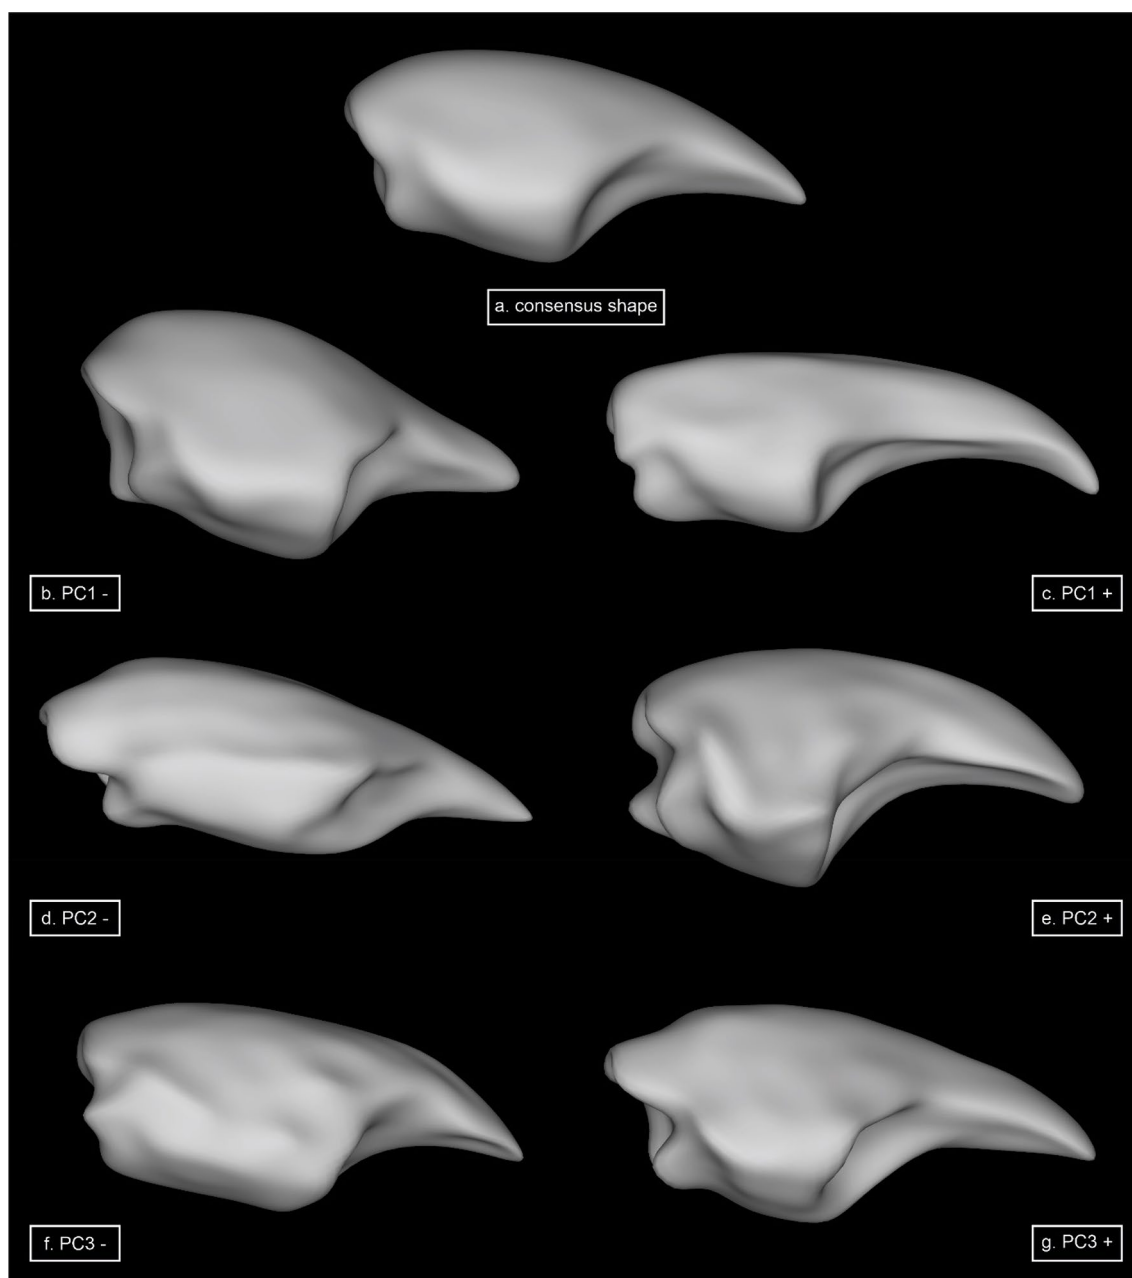 a. consensus shape
b. PC1 -
c. PC1 +
d. PC2 -
e. PC2 +
f. PC3 -
g. PC3 +